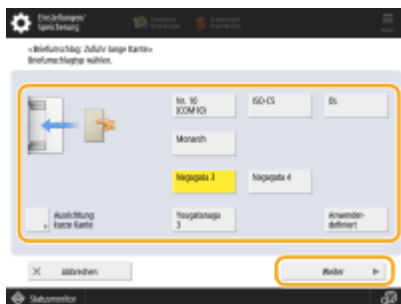 Einstellungen/
Speicherung
<Briefumschlag: Zufuhr lange Kante>
Briefumschlagtyp wählen.
Nr. 10
(COM10)
ISO-C5
DL
Monarch
Nagagata 3
Nagagata 4
Ausrichtung
kurze Kante
Yougatanaga
3
Anwender-
definiert
Abbrechen
Weiter
Statusmonitor